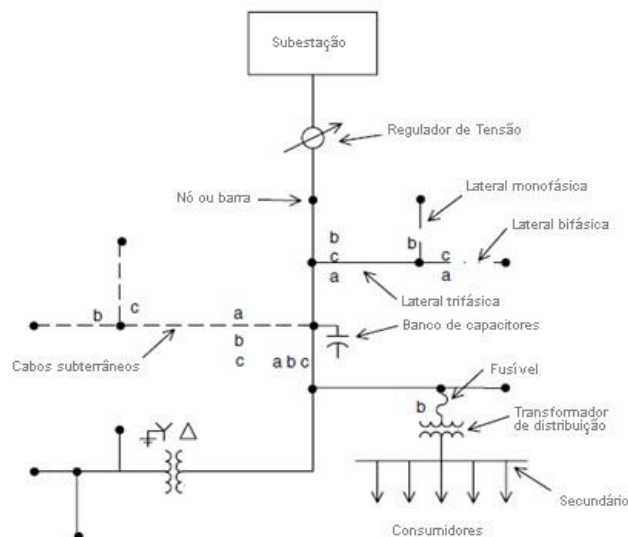 Subestação
Regulador de Tensão
Nó ou barra
Lateral monofásica
Lateral bifásica
b
c
a
b
c
a
Lateral trifásica
Banco de capacitores
b
c
a
b
c
a b c
Cabos subterrâneos
Fusível
b
Transformador
de distribuição
Secundário
Consumidores